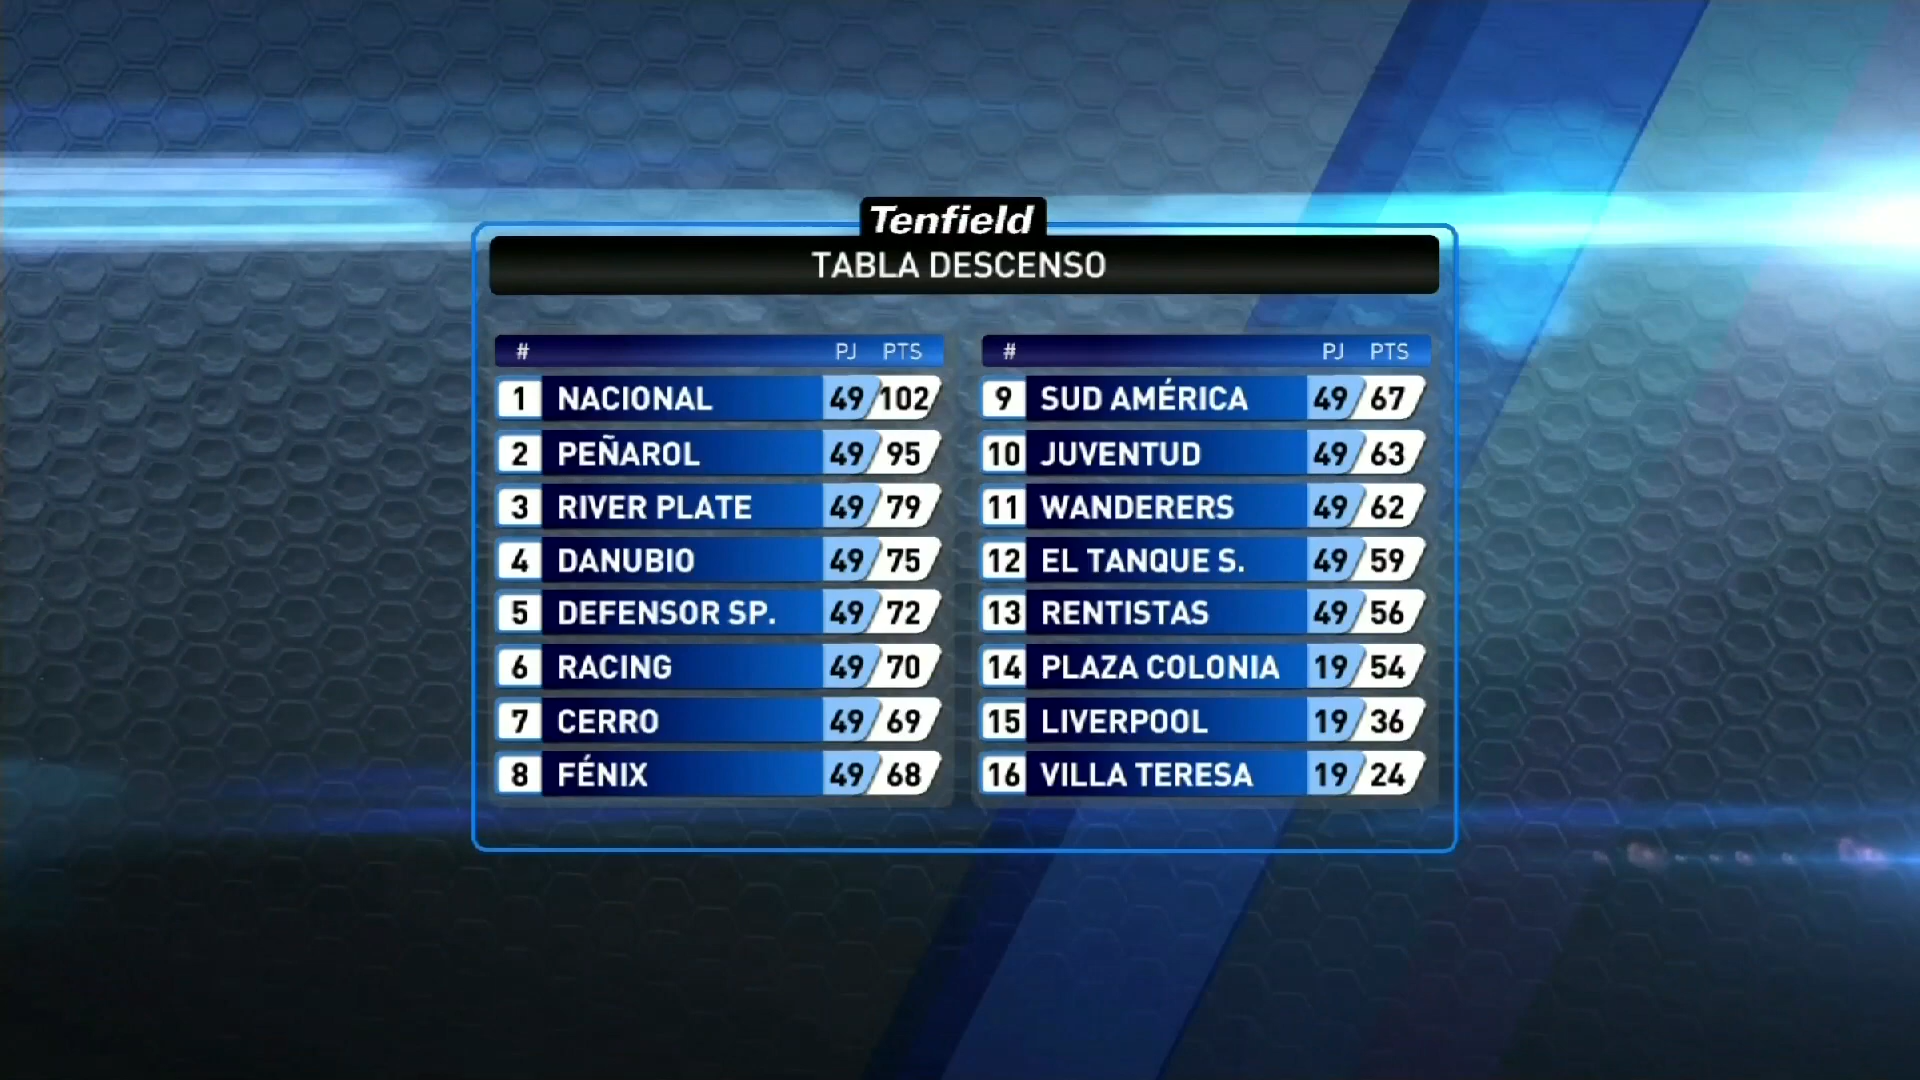 Tenfield
TABLA DESCENSO
# PJ PTS
1 NACIONAL 49 102
2 PEÑAROL 49 95
3 RIVER PLATE 49 79
4 DANUBIO 49 75
5 DEFENSOR SP. 49 72
6 RACING 49 70
7 CERRO 49 69
8 FÉNIX 49 68
# PJ PTS
9 SUD AMÉRICA 49 67
10 JUVENTUD 49 63
11 WANDERERS 49 62
12 EL TANQUE S. 49 59
13 RENTISTAS 49 56
14 PLAZA COLONIA 19 54
15 LIVERPOOL 19 36
16 VILLA TERESA 19 24